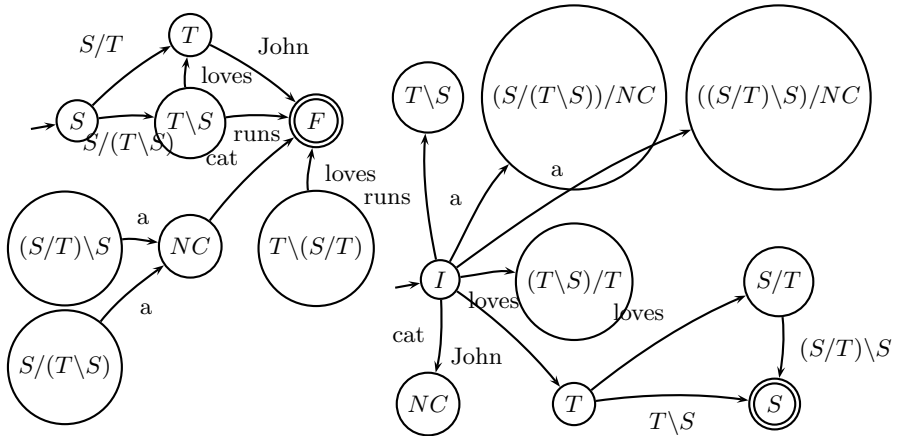 S/T
T
John
loves
S
T\S
F
S/(T\S)
runs
cat
loves
a
(S/T)\S
NC
T\(S/T)
a
S/(T\S)
T\S
(S/(T\S))/NC
((S/T)\S)/NC
runs
a
a
I
(T\S)/T
S/T
loves
loves
cat
John
(S/T)\S
NC
T
S
T\S